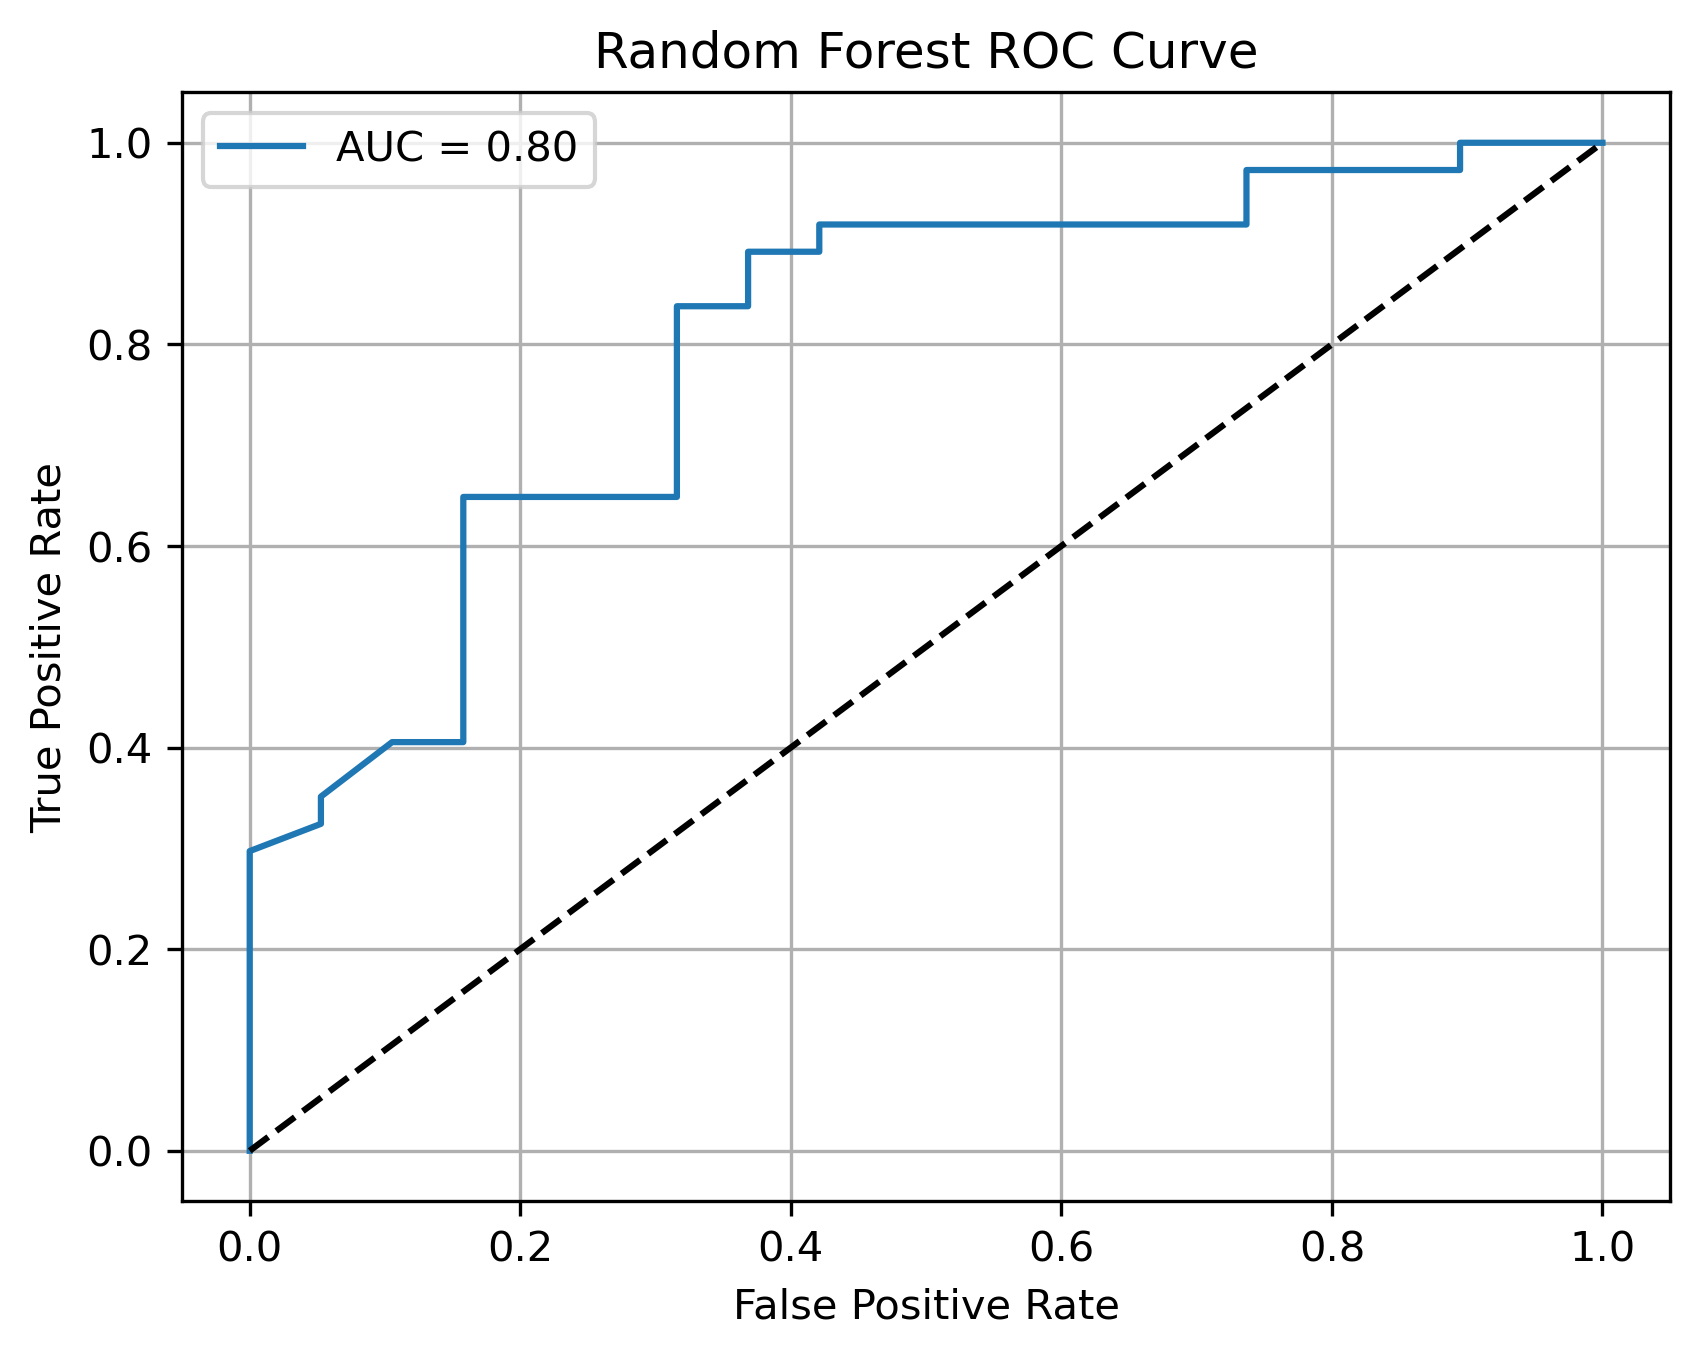 Random Forest ROC Curve
AUC = 0.80
True Positive Rate
1.0
0.8
0.6
0.4
0.2
0.0
0.0 0.2 0.4 0.6 0.8 1.0
False Positive Rate